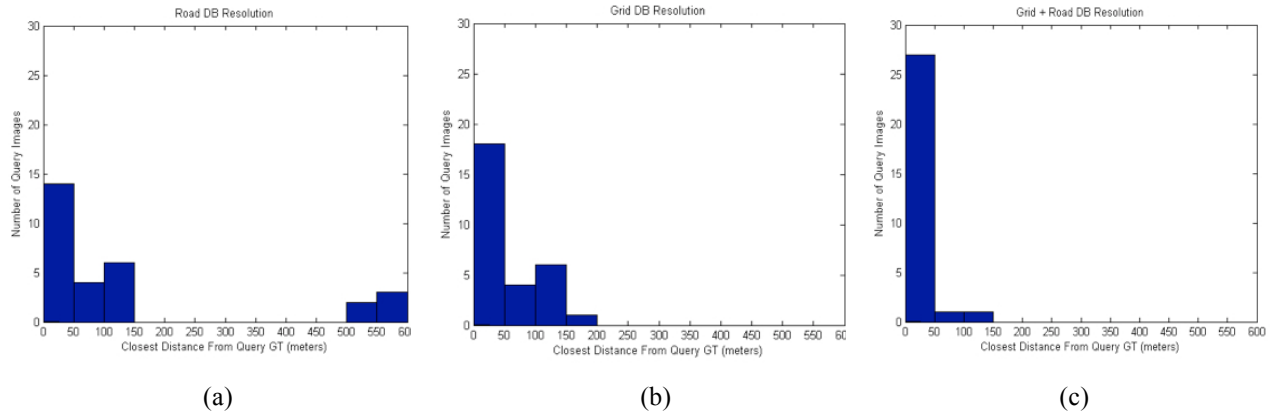 Road DB Resolution
30
25
20
15
10
5
0
Number of Query Images
0 50 100 150 200 250 300 350 400 450 500 550 60
Closest Distance From Query GT (meters)
(a)
Grid DB Resolution
30
25
20
15
10
5
0
Number of Query Images
0 50 100 150 200 250 300 350 400 450 500 550 600
Closest Distance From Query GT (meters)
(b)
Grid + Road DB Resolution
30
25
20
15
10
5
0
Number of Query Images
0 50 100 150 200 250 300 350 400 450 500 550 600
Closest Distance From Query GT (meters)
(c)